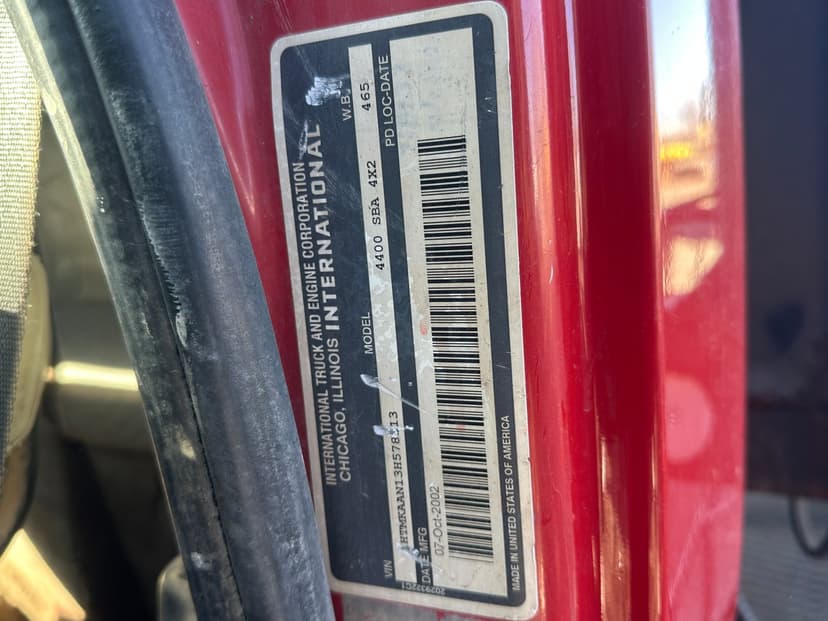 INTERNATIONAL TRUCK AND ENGINE CORPORATION
CHICAGO, ILLINOIS INTERNATIONAL
VIN MODEL W.B.
4400 SBA 4X2 465
DATE MFG PD LOC-DATE
07-Oct-2002
MADE IN UNITED STATES OF AMERICA
2029322C1